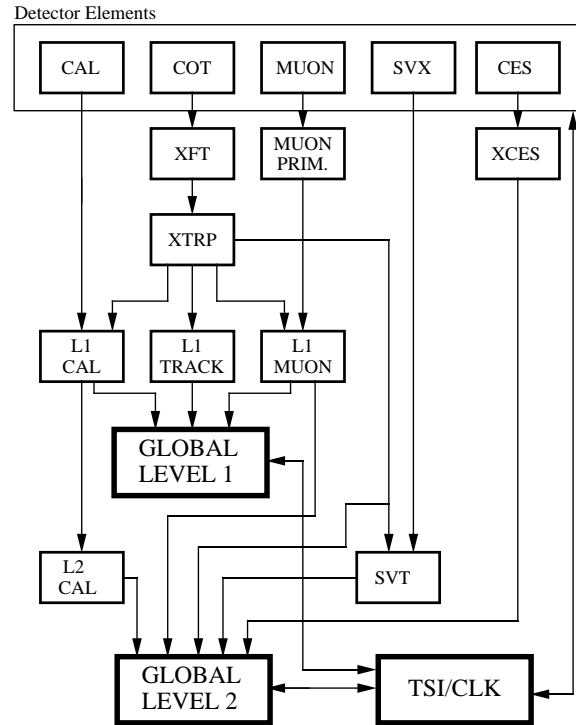 Detector Elements
CAL
COT
MUON
SVX
CES
XFT
MUON
PRIM.
XCES
XTRP
L1
CAL
L1
TRACK
L1
MUON
GLOBAL
LEVEL 1
L2
CAL
SVT
GLOBAL
LEVEL 2
TSI/CLK